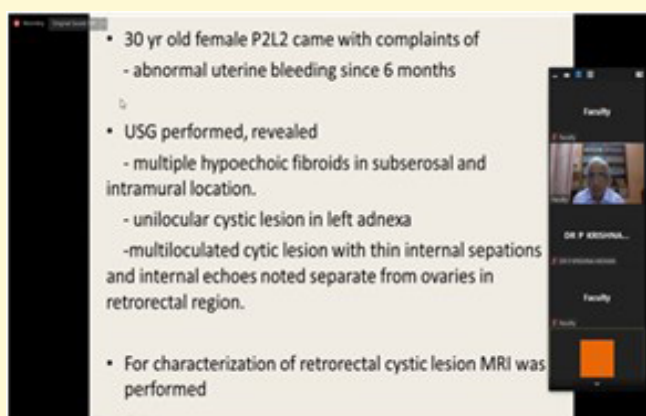 • 30 yr old female P2L2 came with complaints of
- abnormal uterine bleeding since 6 months
• USG performed, revealed
- multiple hypoechoic fibroids in subserosal and
intramural location.
- unilocular cystic lesion in left adnexa
-multiloculated cytic lesion with thin internal sepations
and internal echoes noted separate from ovaries in
retrorectal region.
• For characterization of retrorectal cystic lesion MRI was
performed
Faculty
Faculty
DR P KRISHNA...
Faculty
Faculty